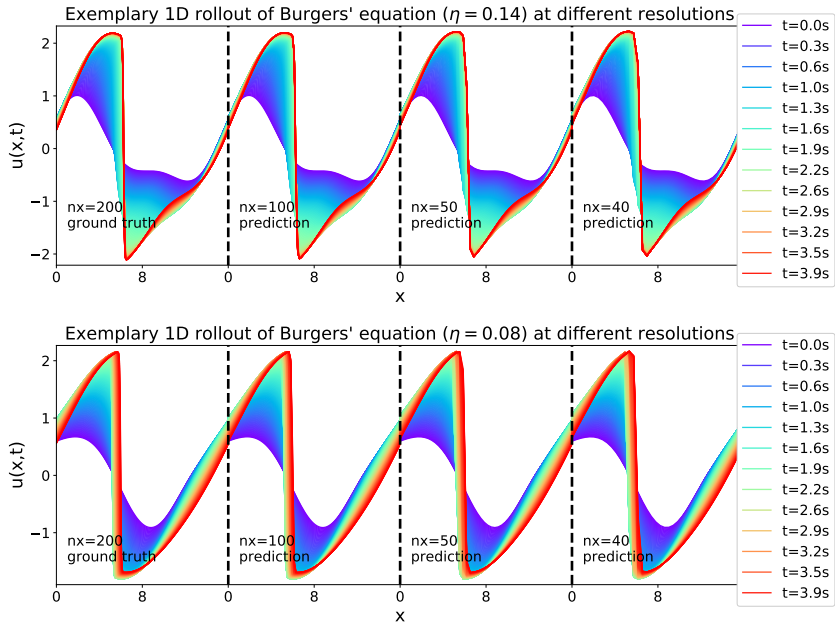 Exemplary 1D rollout of Burgers' equation (η = 0.14) at different resolutions
u(x,t)
2
1
0
−1
−2
nx=200
ground truth
nx=100
prediction
nx=50
prediction
nx=40
prediction
0 8 0 8 0 8 0 8
x
t=0.0s
t=0.3s
t=0.6s
t=1.0s
t=1.3s
t=1.6s
t=1.9s
t=2.2s
t=2.6s
t=2.9s
t=3.2s
t=3.5s
t=3.9s
Exemplary 1D rollout of Burgers' equation (η = 0.08) at different resolutions
u(x,t)
2
1
0
−1
nx=200
ground truth
nx=100
prediction
nx=50
prediction
nx=40
prediction
0 8 0 8 0 8 0 8
x
t=0.0s
t=0.3s
t=0.6s
t=1.0s
t=1.3s
t=1.6s
t=1.9s
t=2.2s
t=2.6s
t=2.9s
t=3.2s
t=3.5s
t=3.9s